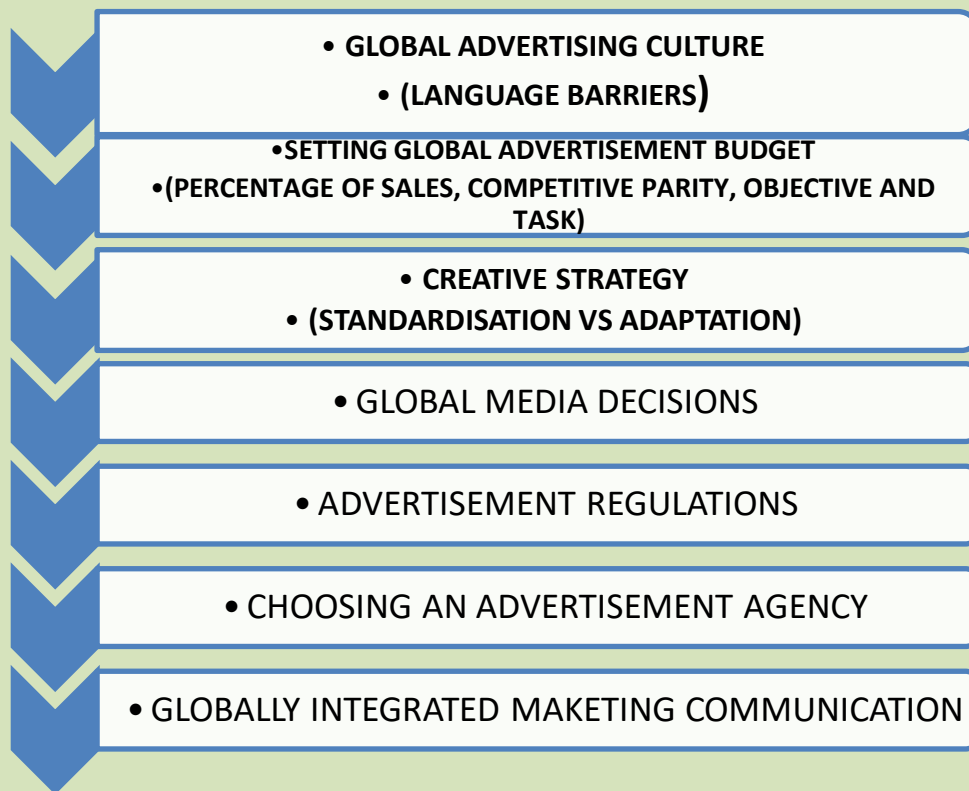 • GLOBAL ADVERTISING CULTURE
• (LANGUAGE BARRIERS)
•SETTING GLOBAL ADVERTISEMENT BUDGET
•(PERCENTAGE OF SALES, COMPETITIVE PARITY, OBJECTIVE AND
TASK)
• CREATIVE STRATEGY
• (STANDARDISATION VS ADAPTATION)
• GLOBAL MEDIA DECISIONS
• ADVERTISEMENT REGULATIONS
• CHOOSING AN ADVERTISEMENT AGENCY
• GLOBALLY INTEGRATED MAKETING COMMUNICATION